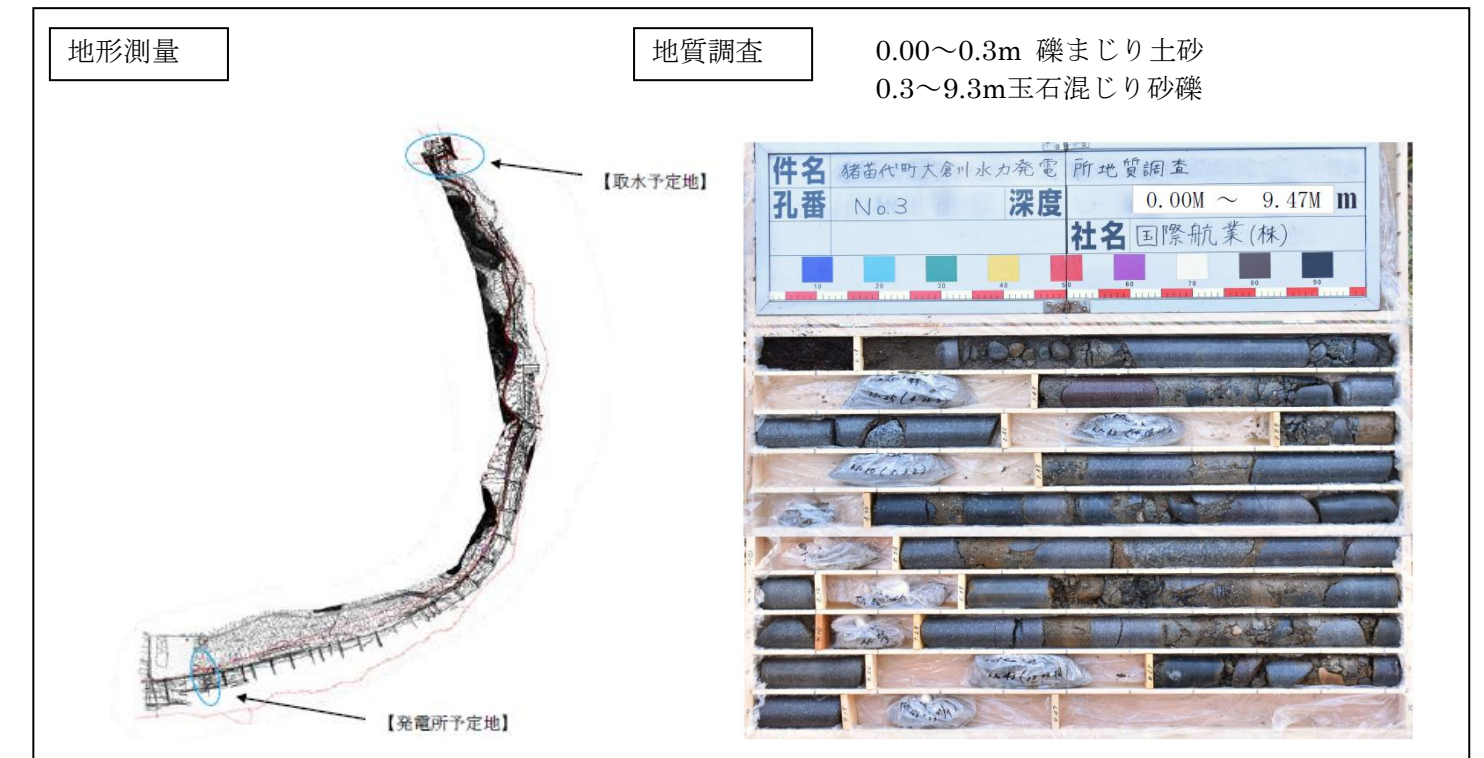 地形測量
地質調査
0.00～0.3m 礫まじり土砂
0.3～9.3m玉石混じり砂礫
【取水予定地】
【発電所予定地】
件名 猪苗代町大倉川水力発電所地質調査
孔番 No.3 深度 0.00M ～ 9.47M m
社名 国際航業(株)
10 20 30 40 50 60 70 80 90